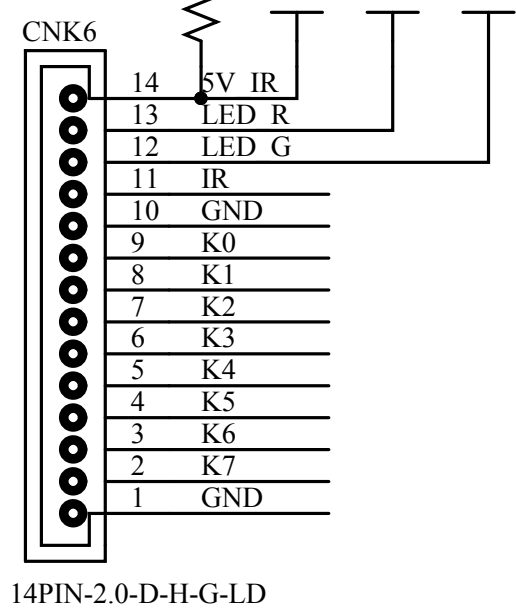 CNK6
14 5V IR
13 LED R
12 LED G
11 IR
10 GND
9 K0
8 K1
7 K2
6 K3
5 K4
4 K5
3 K6
2 K7
1 GND
14PIN-2.0-D-H-G-LD